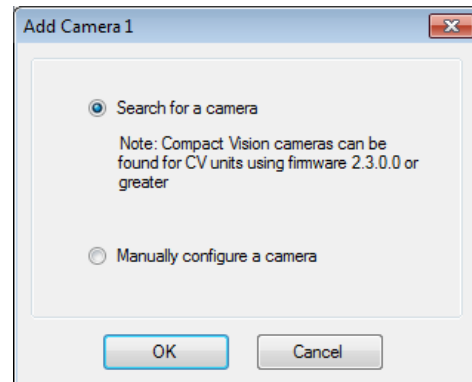 Add Camera 1
Search for a camera
Note: Compact Vision cameras can be
found for CV units using firmware 2.3.0.0 or
greater
Manually configure a camera
OK
Cancel